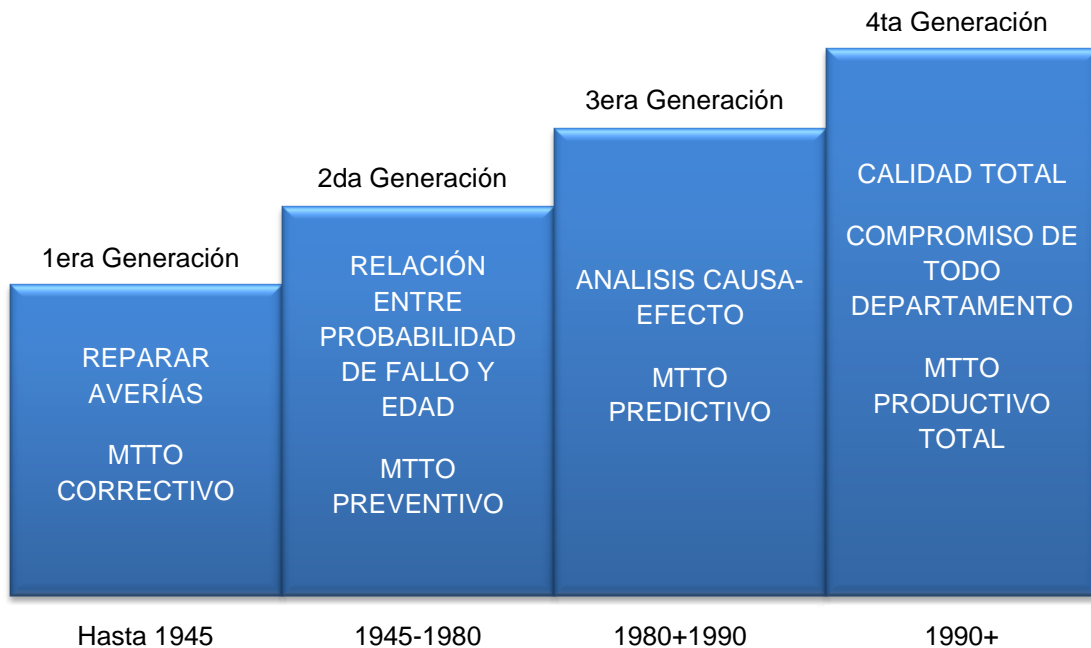 1era Generación
REPARAR
AVERÍAS
MTTO
CORRECTIVO
Hasta 1945
2da Generación
RELACIÓN
ENTRE
PROBABILIDAD
DE FALLO Y
EDAD
MTTO
PREVENTIVO
1945-1980
3era Generación
ANALISIS CAUSA-
EFECTO
MTTO
PREDICTIVO
1980+1990
4ta Generación
CALIDAD TOTAL
COMPROMISO DE
TODO
DEPARTAMENTO
MTTO
PRODUCTIVO
TOTAL
1990+